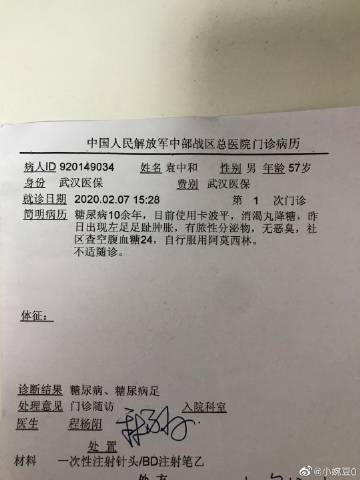 中国人民解放军中部战区总医院门诊病历
病人ID 920149034 姓名 袁中和 性别 男 年龄 57岁
身份 武汉医保 费别 武汉医保
就诊日期 2020.02.07 15:28 第 1 次门诊
简明病历 糖尿病10余年，目前使用卡波平，消渴丸降糖，昨
日出现左足足趾肿胀，有脓性分泌物，无恶臭，社
区查空腹血糖24，自行服用阿莫西林。
不适随诊。
体征：
诊断结果 糖尿病、糖尿病足
处理意见 门诊随访 入院科室
医生 程杨阳
处 置
材料 一次性注射针头/BD注射笔乙
@小豌豆0